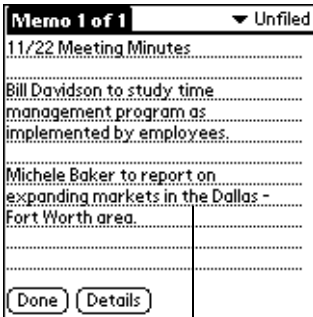 Memo 1 of 1 Unfiled
11/22 Meeting Minutes
Bill Davidson to study time
management program as
implemented by employees.
Michele Baker to report on
expanding markets in the Dallas -
Fort Worth area.
Done Details